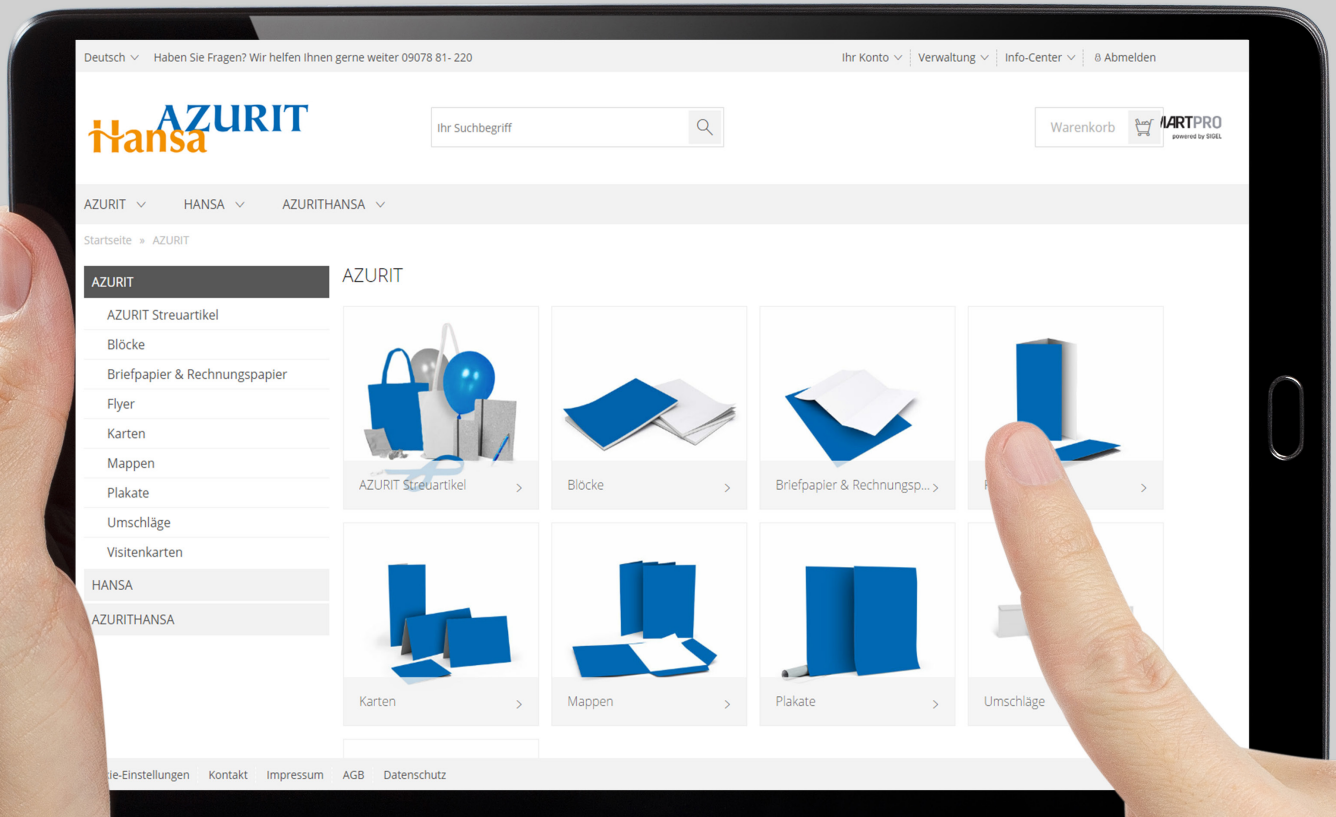 Deutsch Haben Sie Fragen? Wir helfen Ihnen gerne weiter 09078 81- 220 Ihr Konto Verwaltung Info-Center Abmelden
AZURIT
Hansa
Ihr Suchbegriff
Warenkorb
powered by SIGEL
AZURIT HANSA AZURITHANSA
Startseite » AZURIT
AZURIT
AZURIT Streuartikel
Blöcke
Briefpapier & Rechnungspapier
Flyer
Karten
Mappen
Plakate
Umschläge
Visitenkarten
HANSA
AZURITHANSA
AZURIT
AZURIT Streuartikel
Blöcke
Briefpapier & Rechnungsp...
Karten
Mappen
Plakate
Umschläge
Kontakt Impressum AGB Datenschutz